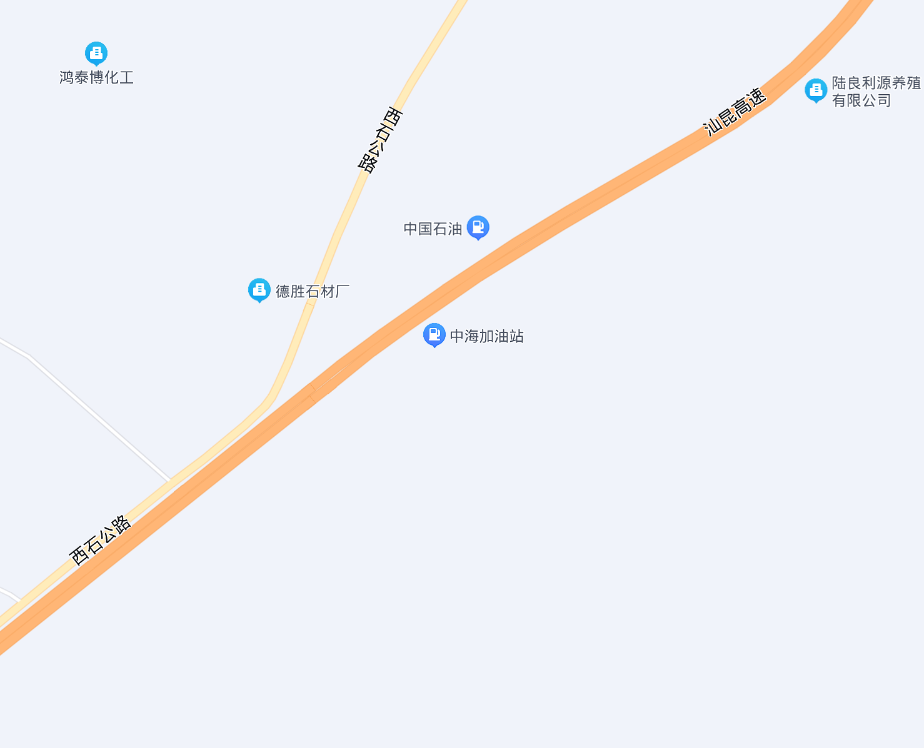 鸿泰博化工
陆良利源养殖
有限公司
汕昆高速
西石公路
中国石油
德胜石材厂
中海加油站
西石公路